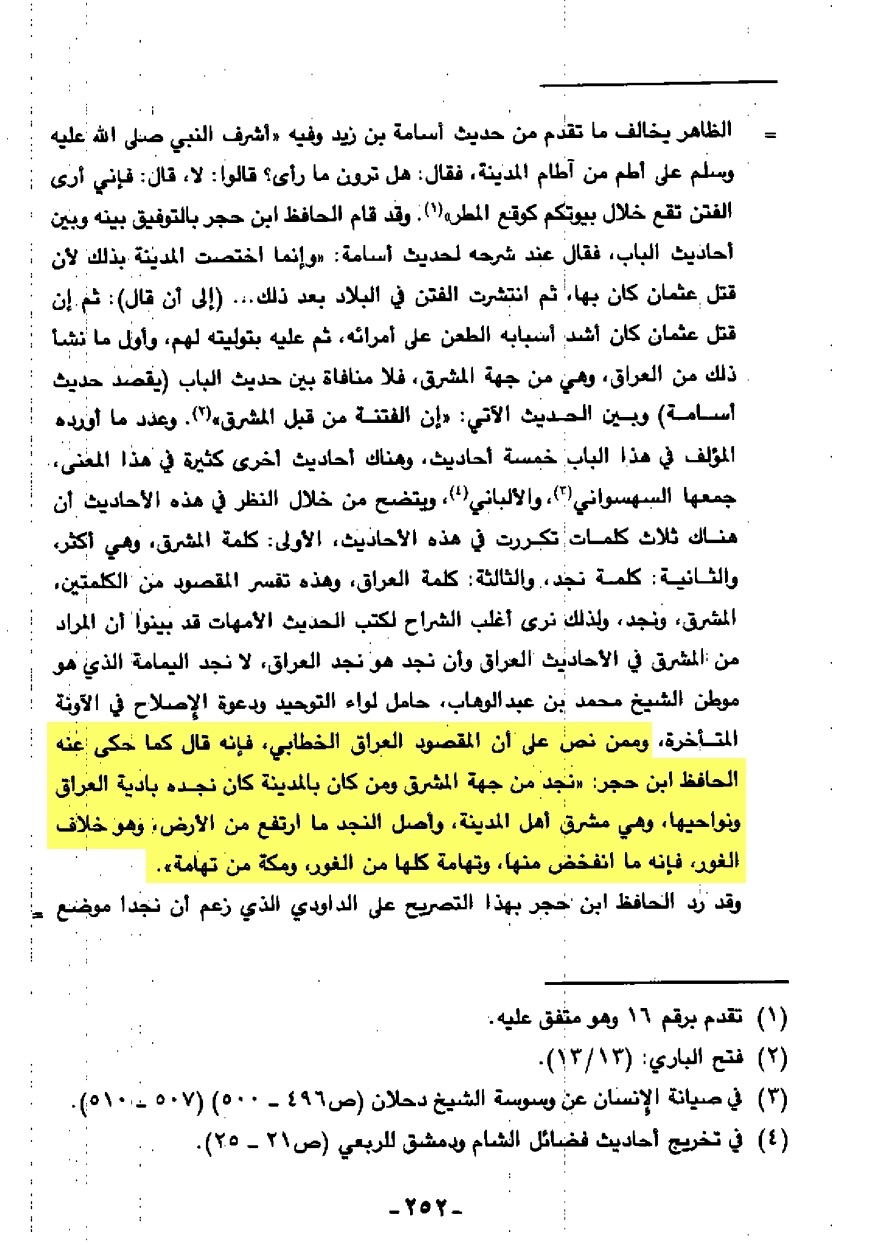 = الظاهر يخالف ما تقدم من حديث أسامة بن زيد وفيه «أشرف النبي صلى الله عليه
وسلم على أطم من آطام المدينة، فقال: هل ترون ما رأى؟ قالوا: لا، قال: فإني أرى
الفتن تقع خلال بيوتكم كوقع المطر»(١). وقد قام الحافظ ابن حجر بالتوفيق بينه وبين
أحاديث الباب، فقال عند شرحه لحديث أسامة: «وإنما اختصت المدينة بذلك لأن
قتل عثمان كان بها، ثم انتشرت الفتن في البلاد بعد ذلك... (إلى أن قال): ثم إن
قتل عثمان كان أشد أسبابه الطعن على أمرائه، ثم عليه بتوليته لهم، وأول ما نشأ
ذلك من العراق، وهي من جهة المشرق، فلا منافاة بين حديث الباب (يقصد حديث
أسامة) وبين الحديث الآتي: «إن الفتنة من قبل المشرق»(٢). وعدد ما أورده
المؤلف في هذا الباب خمسة أحاديث، وهناك أحاديث أخرى كثيرة في هذا المعنى،
جمعها السهسواني(٣)، والألباني(٤)، ويتضح من خلال النظر في هذه الأحاديث أن
هناك ثلاث كلمات تكررت في هذه الأحاديث، الأولى: كلمة المشرق، وهي أكثر،
والثانية: كلمة نجد، والثالثة: كلمة العراق، وهذه تفسر المقصود من الكلمتين،
المشرق، ونجد، ولذلك نرى أغلب الشراح لكتب الحديث الأمهات قد بينوا أن المراد
من المشرق في الأحاديث العراق وأن نجد هو نجد العراق، لا نجد اليمامة الذي هو
موطن الشيخ محمد بن عبدالوهاب، حامل لواء التوحيد ودعوة الإصلاح في الآونة
المتأخرة، وممن نص على أن المقصود العراق الخطابي، فإنه قال كما حكى عنه
الحافظ ابن حجر: «نجد من جهة المشرق ومن كان بالمدينة كان نجده بادية العراق
ونواحيها، وهي مشرق أهل المدينة، وأصل النجد ما ارتفع من الأرض، وهو خلاف
الغور، فإنه ما انفخض منها، وتهامة كلها من الغور، ومكة من تهامة».
وقد رد الحافظ ابن حجر بهذا التصريح على الداودي الذي زعم أن نجدا موضع =
(١) تقدم برقم ١٦ وهو متفق عليه.
(٢) فتح الباري: (١٣/١٣).
(٣) في صيانة الإنسان عن وسوسة الشيخ دحلان (ص٤٩٦ – ٥٠٠) (٥٠٧ – ٥١٠).
(٤) في تخريج أحاديث فضائل الشام ودمشق للربعي (ص٢١ – ٢٥).
-٢٥٢-